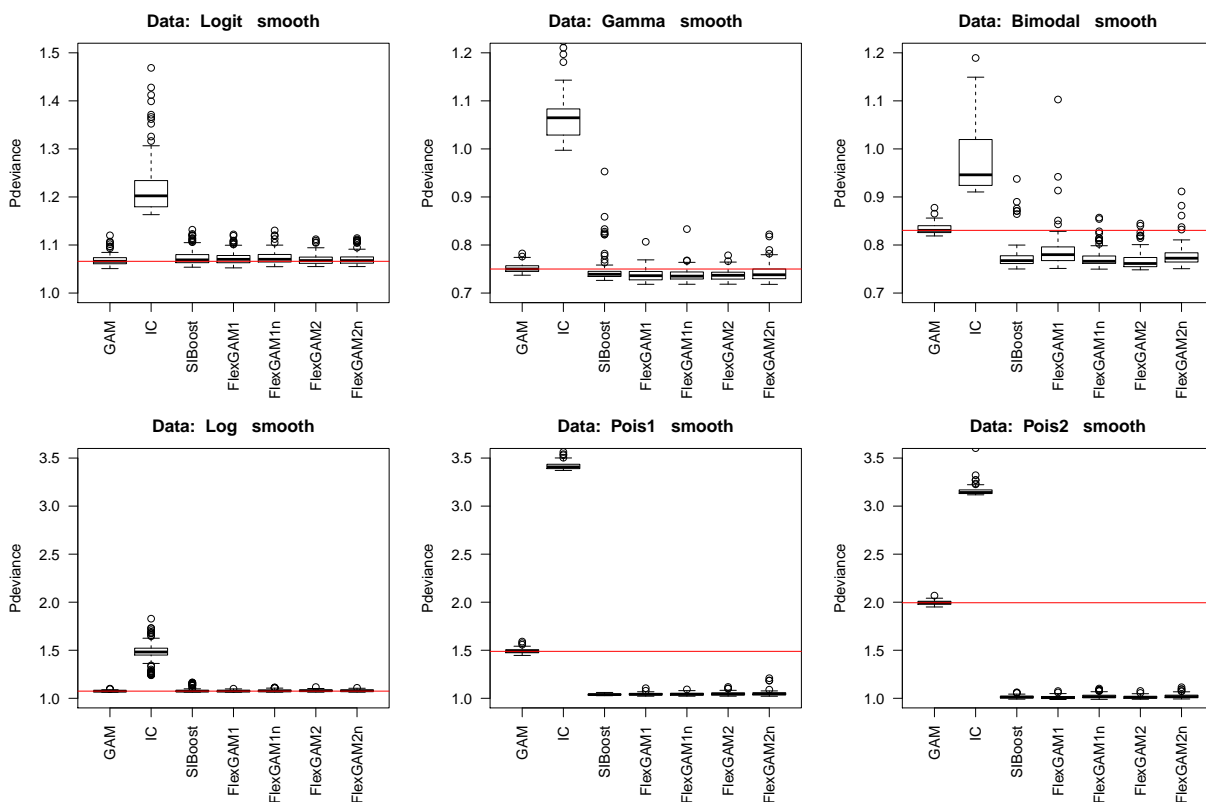 Data: Logit smooth
Pdeviance
1.5
1.4
1.3
1.2
1.1
1.0
GAM
IC
SIBoost
FlexGAM1
FlexGAM1n
FlexGAM2
FlexGAM2n
Data: Gamma smooth
Pdeviance
1.2
1.1
1.0
0.9
0.8
0.7
GAM
IC
SIBoost
FlexGAM1
FlexGAM1n
FlexGAM2
FlexGAM2n
Data: Bimodal smooth
Pdeviance
1.2
1.1
1.0
0.9
0.8
0.7
GAM
IC
SIBoost
FlexGAM1
FlexGAM1n
FlexGAM2
FlexGAM2n
Data: Log smooth
Pdeviance
3.5
3.0
2.5
2.0
1.5
1.0
GAM
IC
SIBoost
FlexGAM1
FlexGAM1n
FlexGAM2
FlexGAM2n
Data: Pois1 smooth
Pdeviance
3.5
3.0
2.5
2.0
1.5
1.0
GAM
IC
SIBoost
FlexGAM1
FlexGAM1n
FlexGAM2
FlexGAM2n
Data: Pois2 smooth
Pdeviance
3.5
3.0
2.5
2.0
1.5
1.0
GAM
IC
SIBoost
FlexGAM1
FlexGAM1n
FlexGAM2
FlexGAM2n